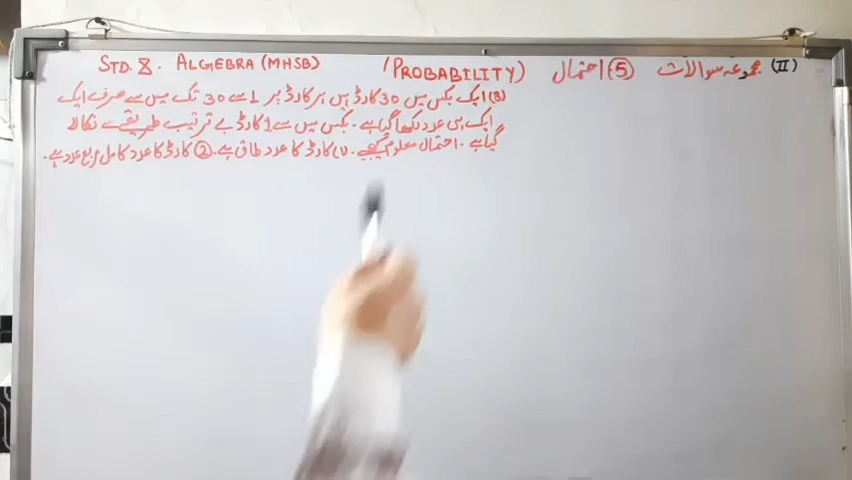 STD. 8. ALGEBRA (MHSB) (PROBABILITY) احتمال (5) مجموعہ سوالات (II)
(3) ایک بکس میں 30 کارڈ ہیں ہر کارڈ پر 1 سے 30 تک میں سے صرف ایک
ایک ہی عدد لکھا گیا ہے۔ بکس میں سے 1 کارڈ بے ترتیب طریقے سے نکالا
گیا ہے۔ احتمال معلوم کیجیے۔ (1) کارڈ کا عدد طاق ہے۔ (2) کارڈ کا عدد کامل مربع عدد ہے۔